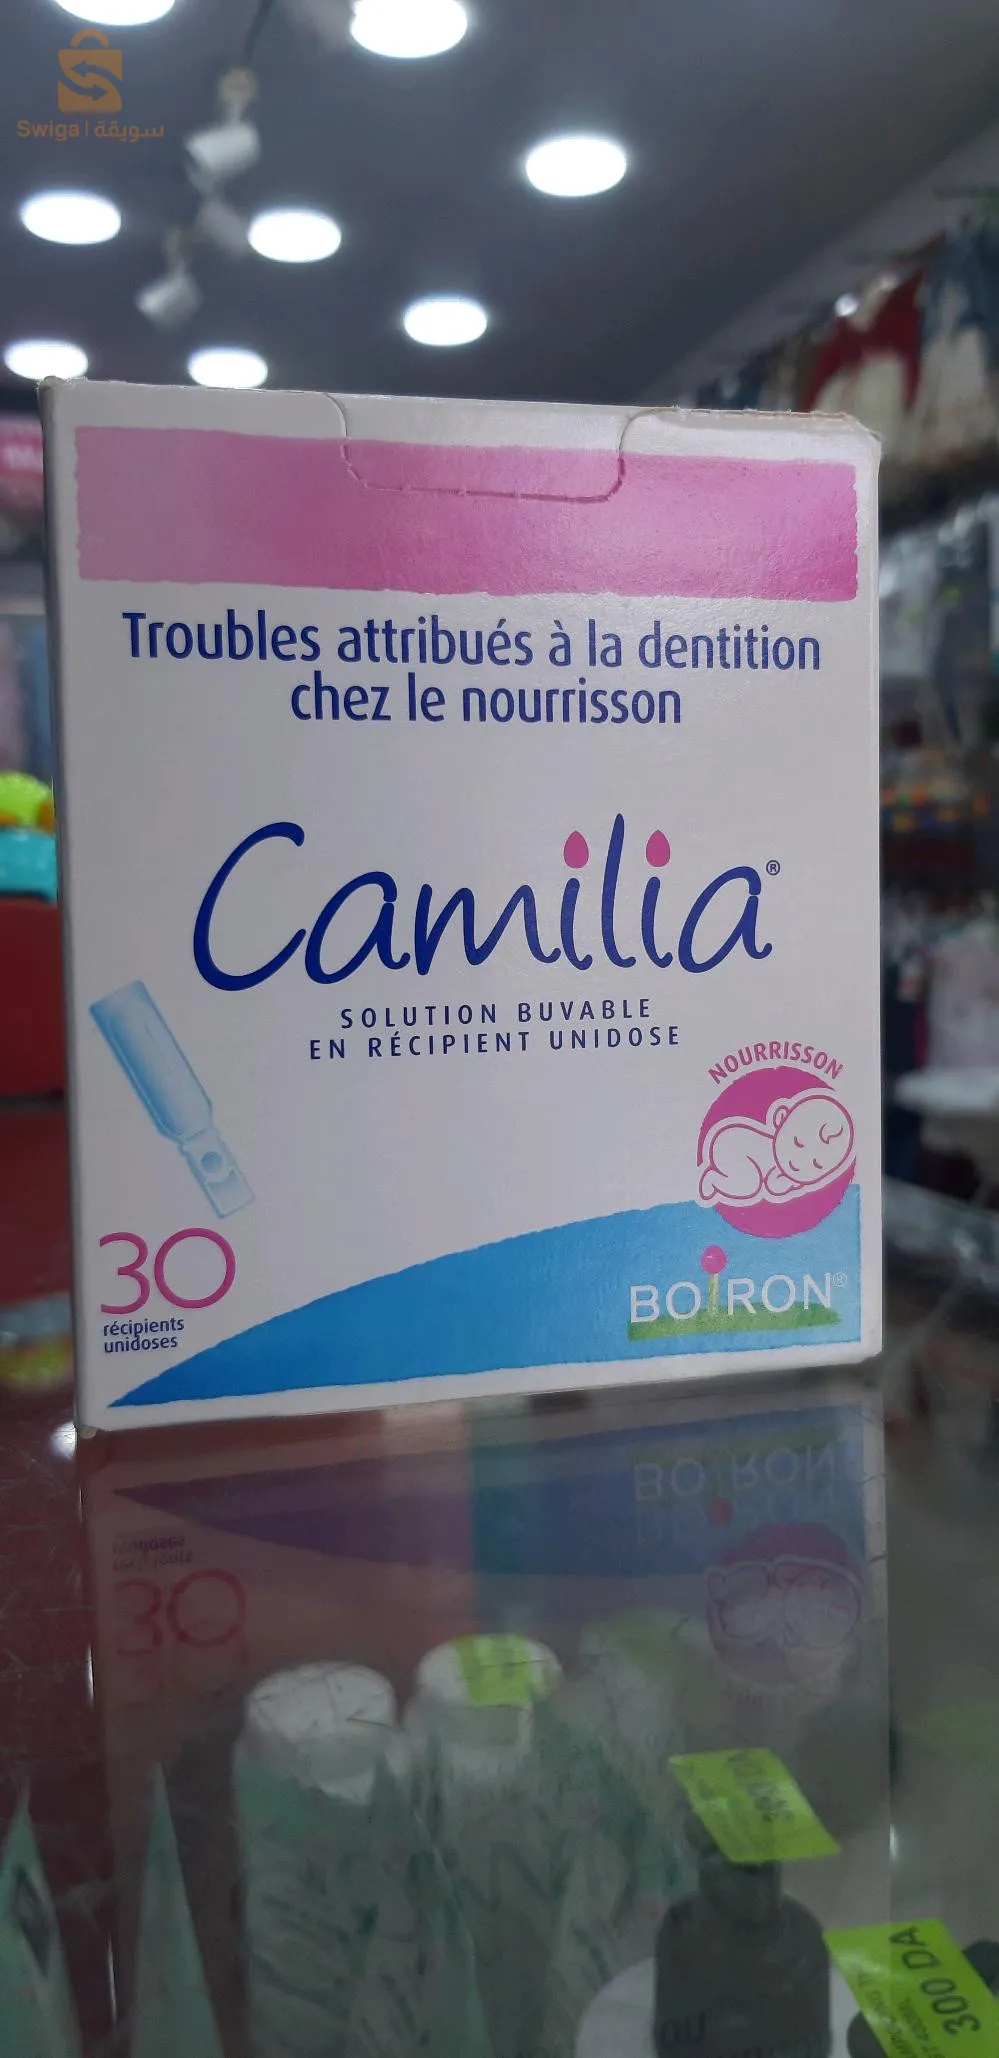 Swiga | سويقة
Troubles attribués à la dentition
chez le nourrisson
Camilia®
SOLUTION BUVABLE
EN RÉCIPIENT UNIDOSE
NOURRISSON
30
récipients
unidoses
BOIRON®
300 DA